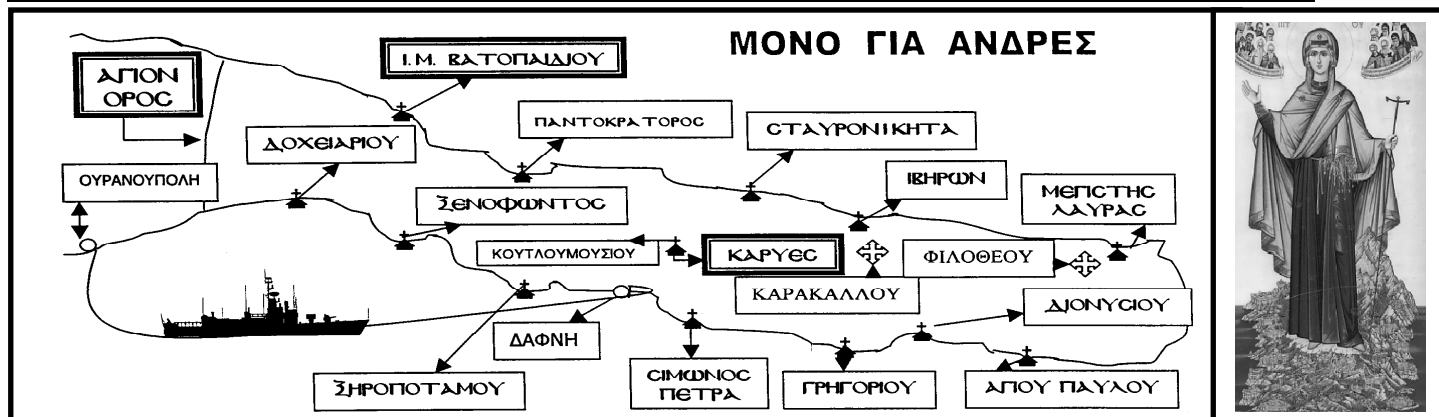 ΜΟΝΟ ΓΙΑ ΑΝΔΡΕΣ
Ι.Μ. ΒΑΤΟΠΑΙΔΙΟΥ
ΑΓΙΟΝ
ΟΡΟΣ
ΠΑΝΤΟΚΡΑΤΟΡΟΣ
ΣΤΑΥΡΟΝΙΚΗΤΑ
ΔΟΧΕΙΑΡΙΟΥ
ΟΥΡΑΝΟΥΠΟΛΗ
ΙΒΗΡΩΝ
ΜΕΓΙΣΤΗΣ
ΛΑΥΡΑΣ
ΞΕΝΟΦΩΝΤΟΣ
ΚΟΥΤΛΟΥΜΟΥΣΙΟΥ
ΚΑΡΥΕΣ
ΦΙΛΟΘΕΟΥ
ΚΑΡΑΚΑΛΛΟΥ
ΔΙΟΝΥΣΙΟΥ
ΔΑΦΝΗ
ΞΗΡΟΠΟΤΑΜΟΥ
ΣΙΜΩΝΟΣ
ΠΕΤΡΑ
ΓΡΗΓΟΡΙΟΥ
ΑΓΙΟΥ ΠΑΥΛΟΥ